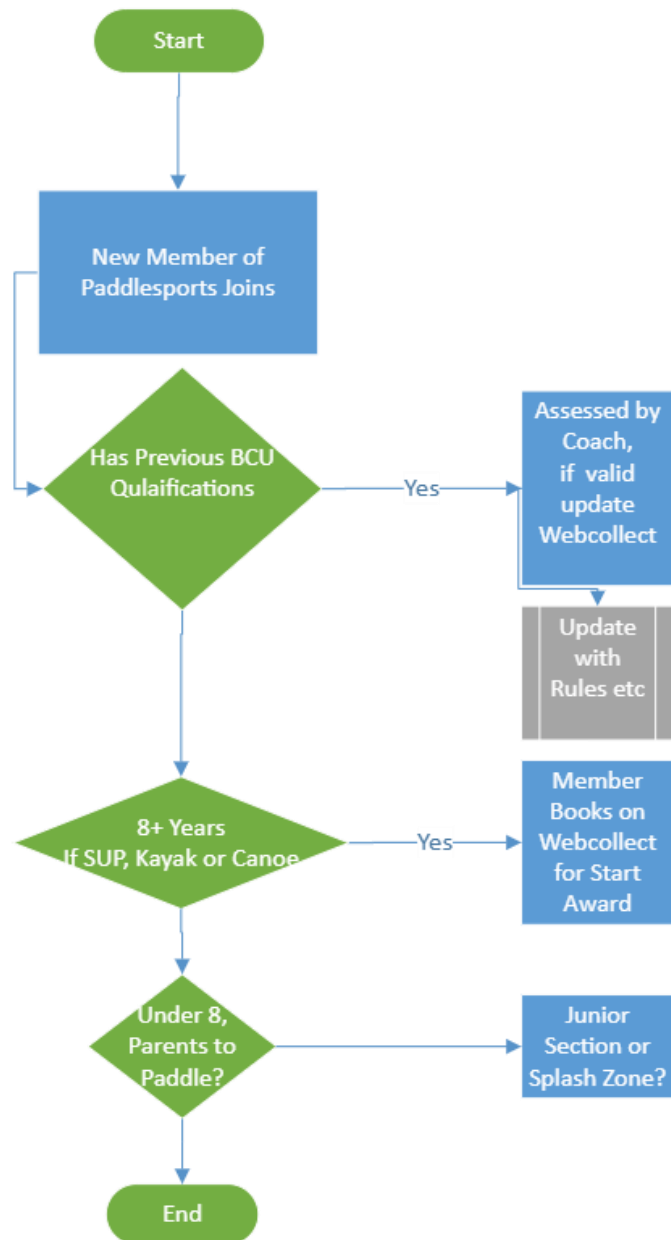 Start
New Member of
Paddlesports Joins
Has Previous BCU
Qulaifications
Yes
Assessed by
Coach,
if valid
update
Webcollect
Update
with
Rules etc
8+ Years
If SUP, Kayak or Canoe
Yes
Member
Books on
Webcollect
for Start
Award
Under 8,
Parents to
Paddle?
Junior
Section or
Splash Zone?
End